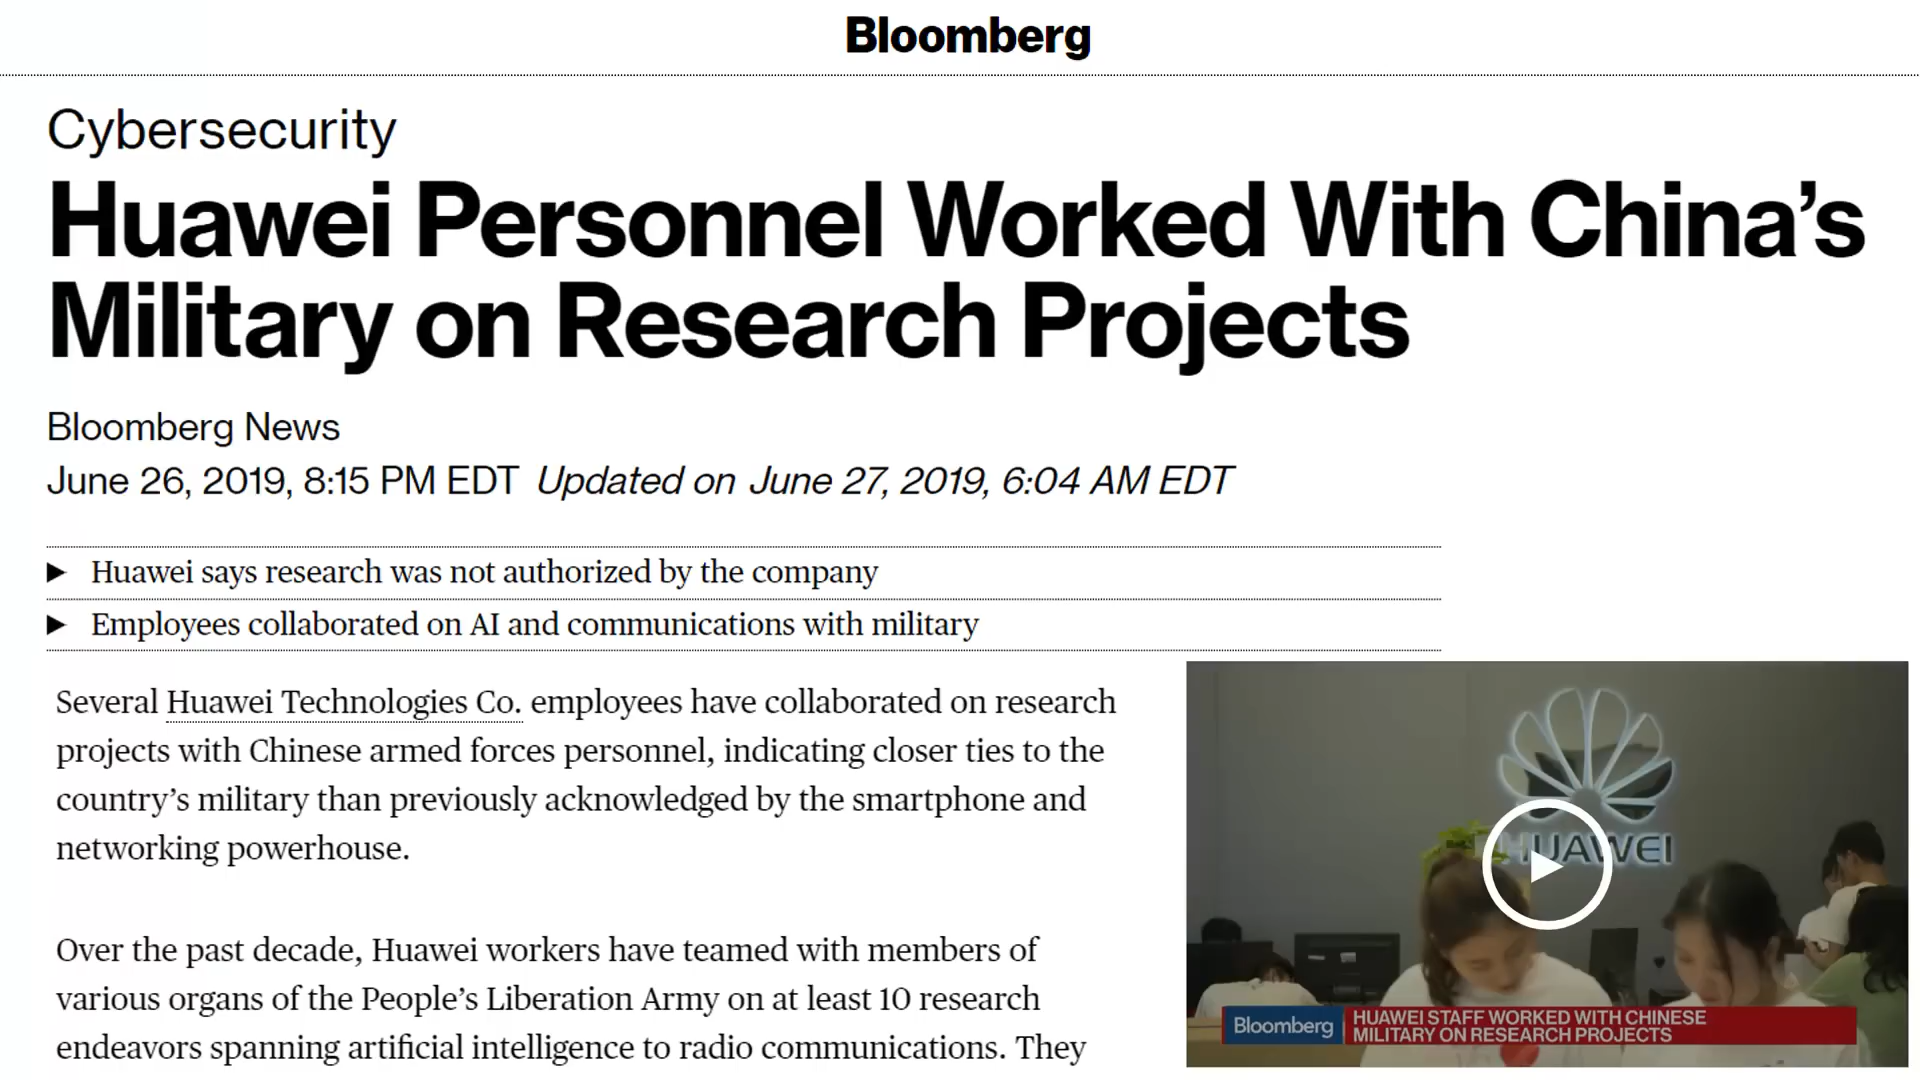 Bloomberg
Cybersecurity
Huawei Personnel Worked With China’s
Military on Research Projects
Bloomberg News
June 26, 2019, 8:15 PM EDT Updated on June 27, 2019, 6:04 AM EDT
Huawei says research was not authorized by the company
Employees collaborated on AI and communications with military
Several Huawei Technologies Co. employees have collaborated on research
projects with Chinese armed forces personnel, indicating closer ties to the
country’s military than previously acknowledged by the smartphone and
networking powerhouse.
Over the past decade, Huawei workers have teamed with members of
various organs of the People’s Liberation Army on at least 10 research
endeavors spanning artificial intelligence to radio communications. They
HUAWEI
Bloomberg
HUAWEI STAFF WORKED WITH CHINESE
MILITARY ON RESEARCH PROJECTS